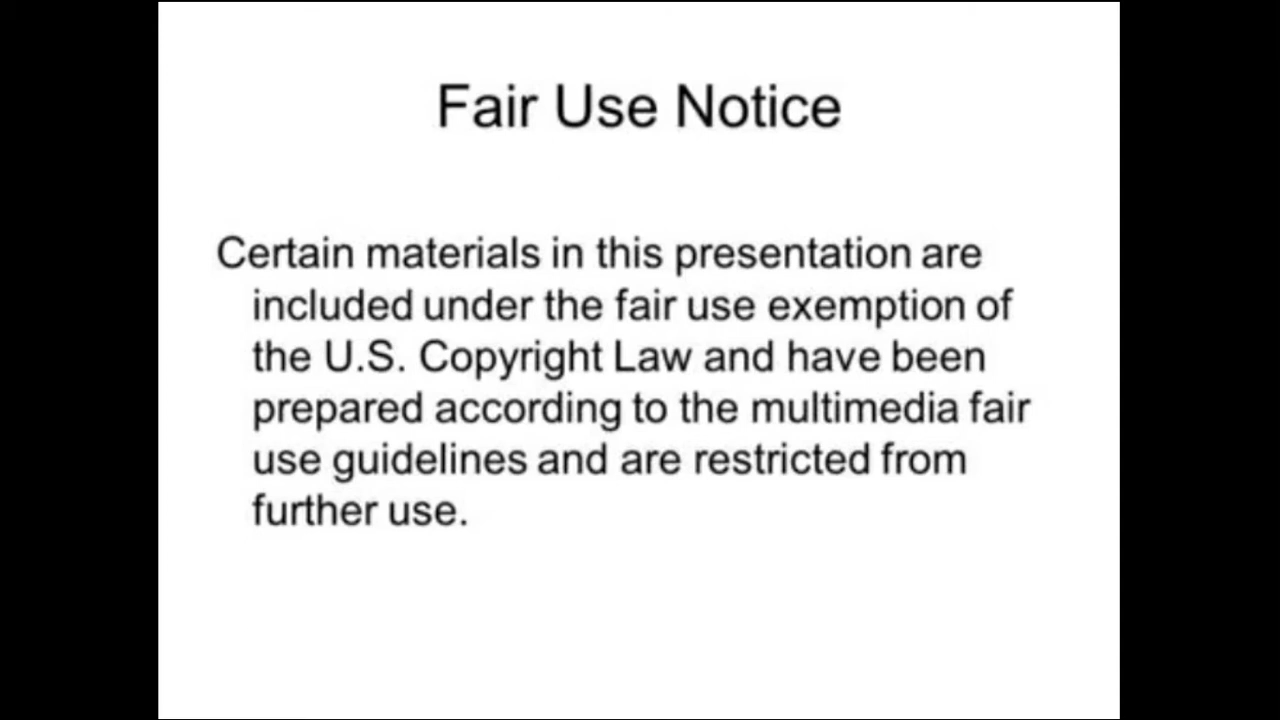 Fair Use Notice
Certain materials in this presentation are
included under the fair use exemption of
the U.S. Copyright Law and have been
prepared according to the multimedia fair
use guidelines and are restricted from
further use.